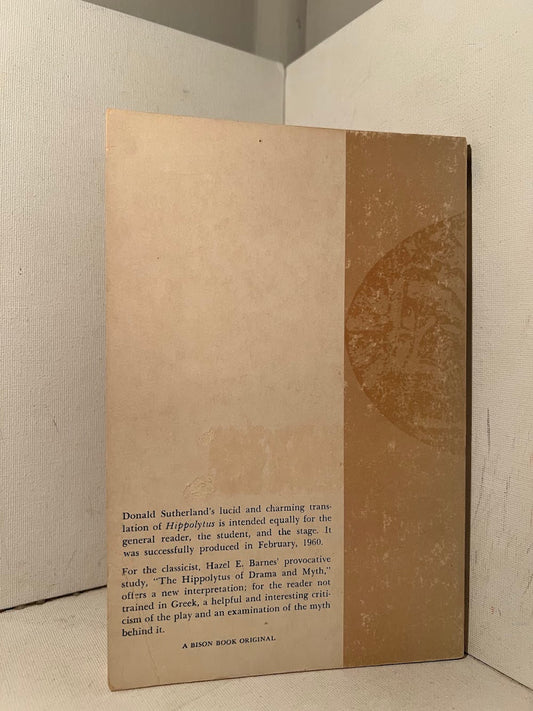 Donald Sutherland's lucid and charming trans-
lation of Hippolytus is intended equally for the
general reader, the student, and the stage. It
was successfully produced in February, 1960.
For the classicist, Hazel E. Barnes' provocative
study, "The Hippolytus of Drama and Myth,"
offers a new interpretation; for the reader not
trained in Greek, a helpful and interesting criti-
cism of the play and an examination of the myth
behind it.
A BISON BOOK ORIGINAL